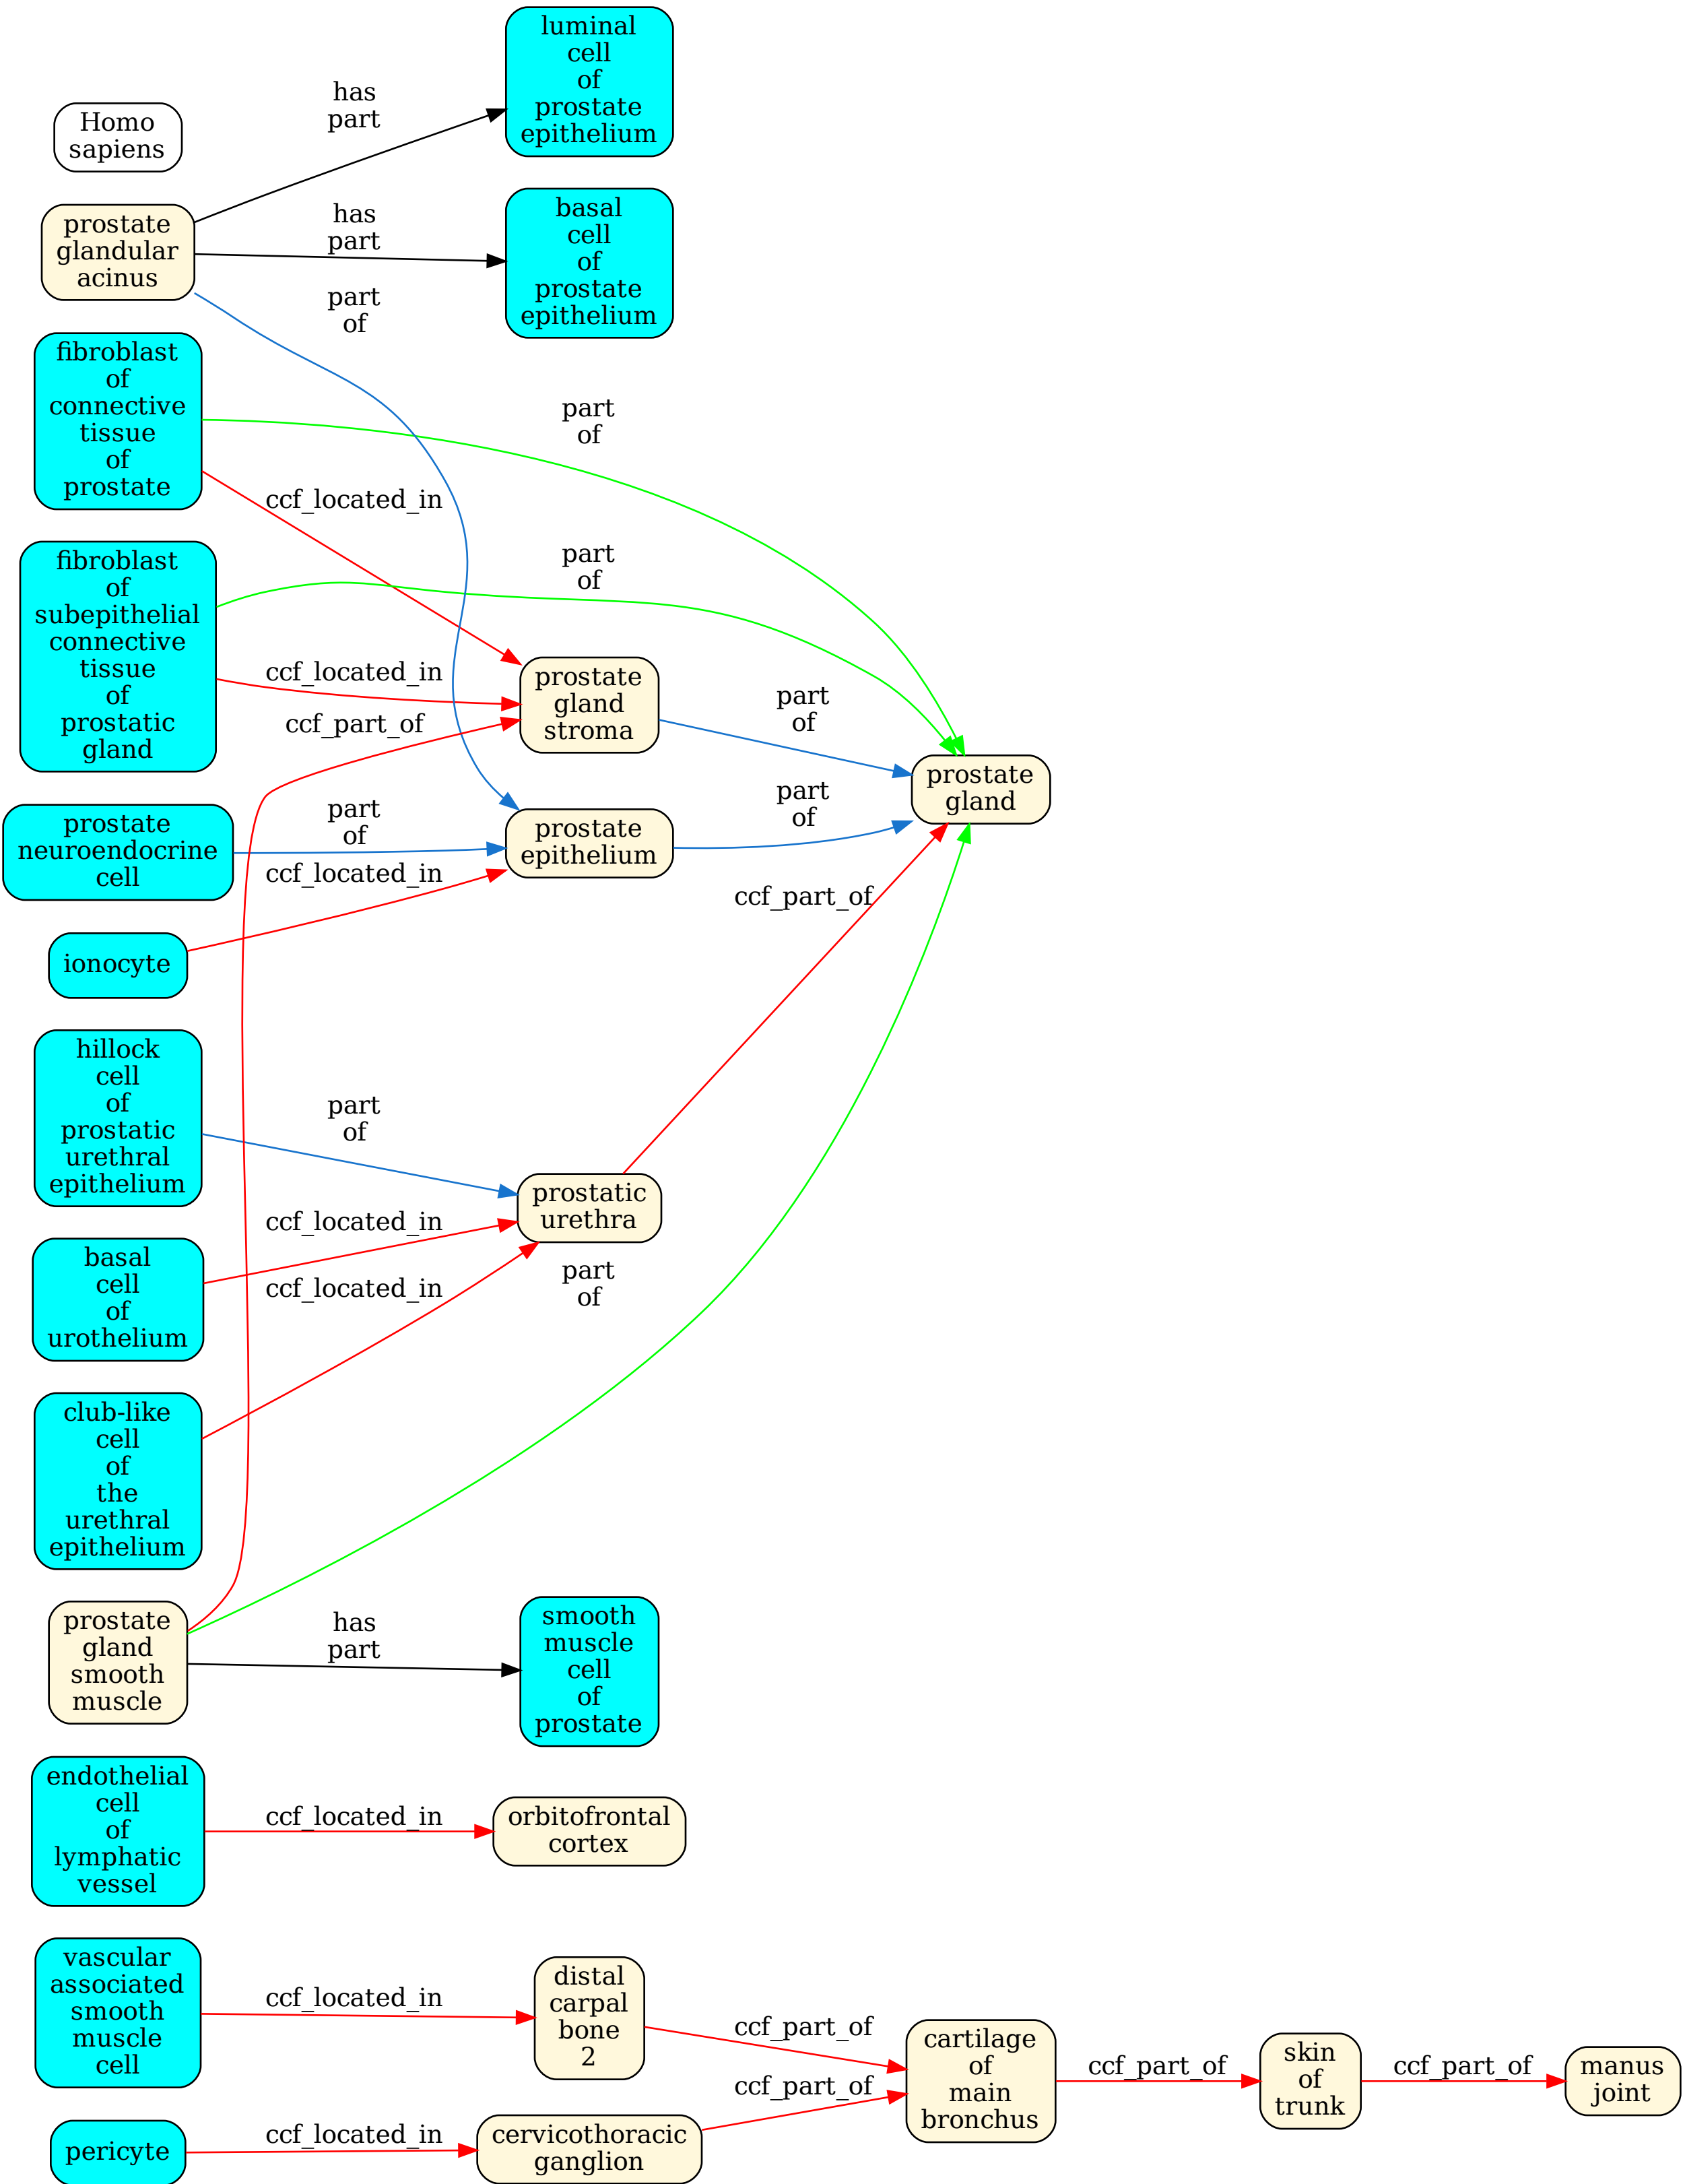 luminal
cell
of
prostate
epithelium
has
part
Homo
sapiens
prostate
glandular
acinus
has
part
basal
cell
of
prostate
epithelium
part
of
fibroblast
of
connective
tissue
of
prostate
part
of
ccf_located_in
fibroblast
of
subepithelial
connective
tissue
of
prostatic
gland
part
of
ccf_located_in
ccf_part_of
prostate
gland
stroma
part
of
prostate
gland
prostate
neuroendocrine
cell
part
of
prostate
epithelium
part
of
ccf_located_in
ccf_part_of
ionocyte
hillock
cell
of
prostatic
urethral
epithelium
part
of
prostatic
urethra
basal
cell
of
urothelium
ccf_located_in
ccf_located_in
part
of
club-like
cell
of
the
urethral
epithelium
prostate
gland
smooth
muscle
has
part
smooth
muscle
cell
of
prostate
endothelial
cell
of
lymphatic
vessel
ccf_located_in
orbitofrontal
cortex
vascular
associated
smooth
muscle
cell
ccf_located_in
distal
carpal
bone
2
ccf_part_of
cartilage
of
main
bronchus
ccf_part_of
skin
of
trunk
ccf_part_of
manus
joint
pericyte
ccf_located_in
cervicothoracic
ganglion
ccf_part_of